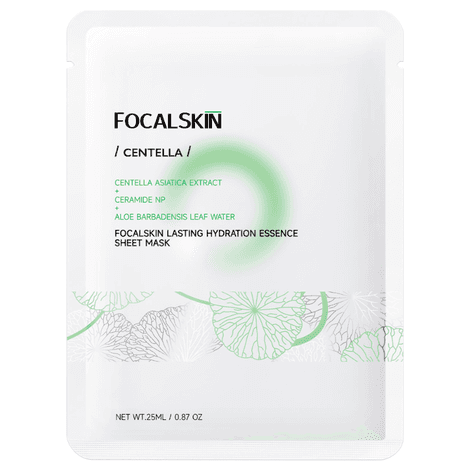 FOCALSKIN
/ CENTELLA /
CENTELLA ASIATICA EXTRACT
+
CERAMIDE NP
+
ALOE BARBADENSIS LEAF WATER
FOCALSKIN LASTING HYDRATION ESSENCE
SHEET MASK
NET WT.25ML / 0.87 OZ